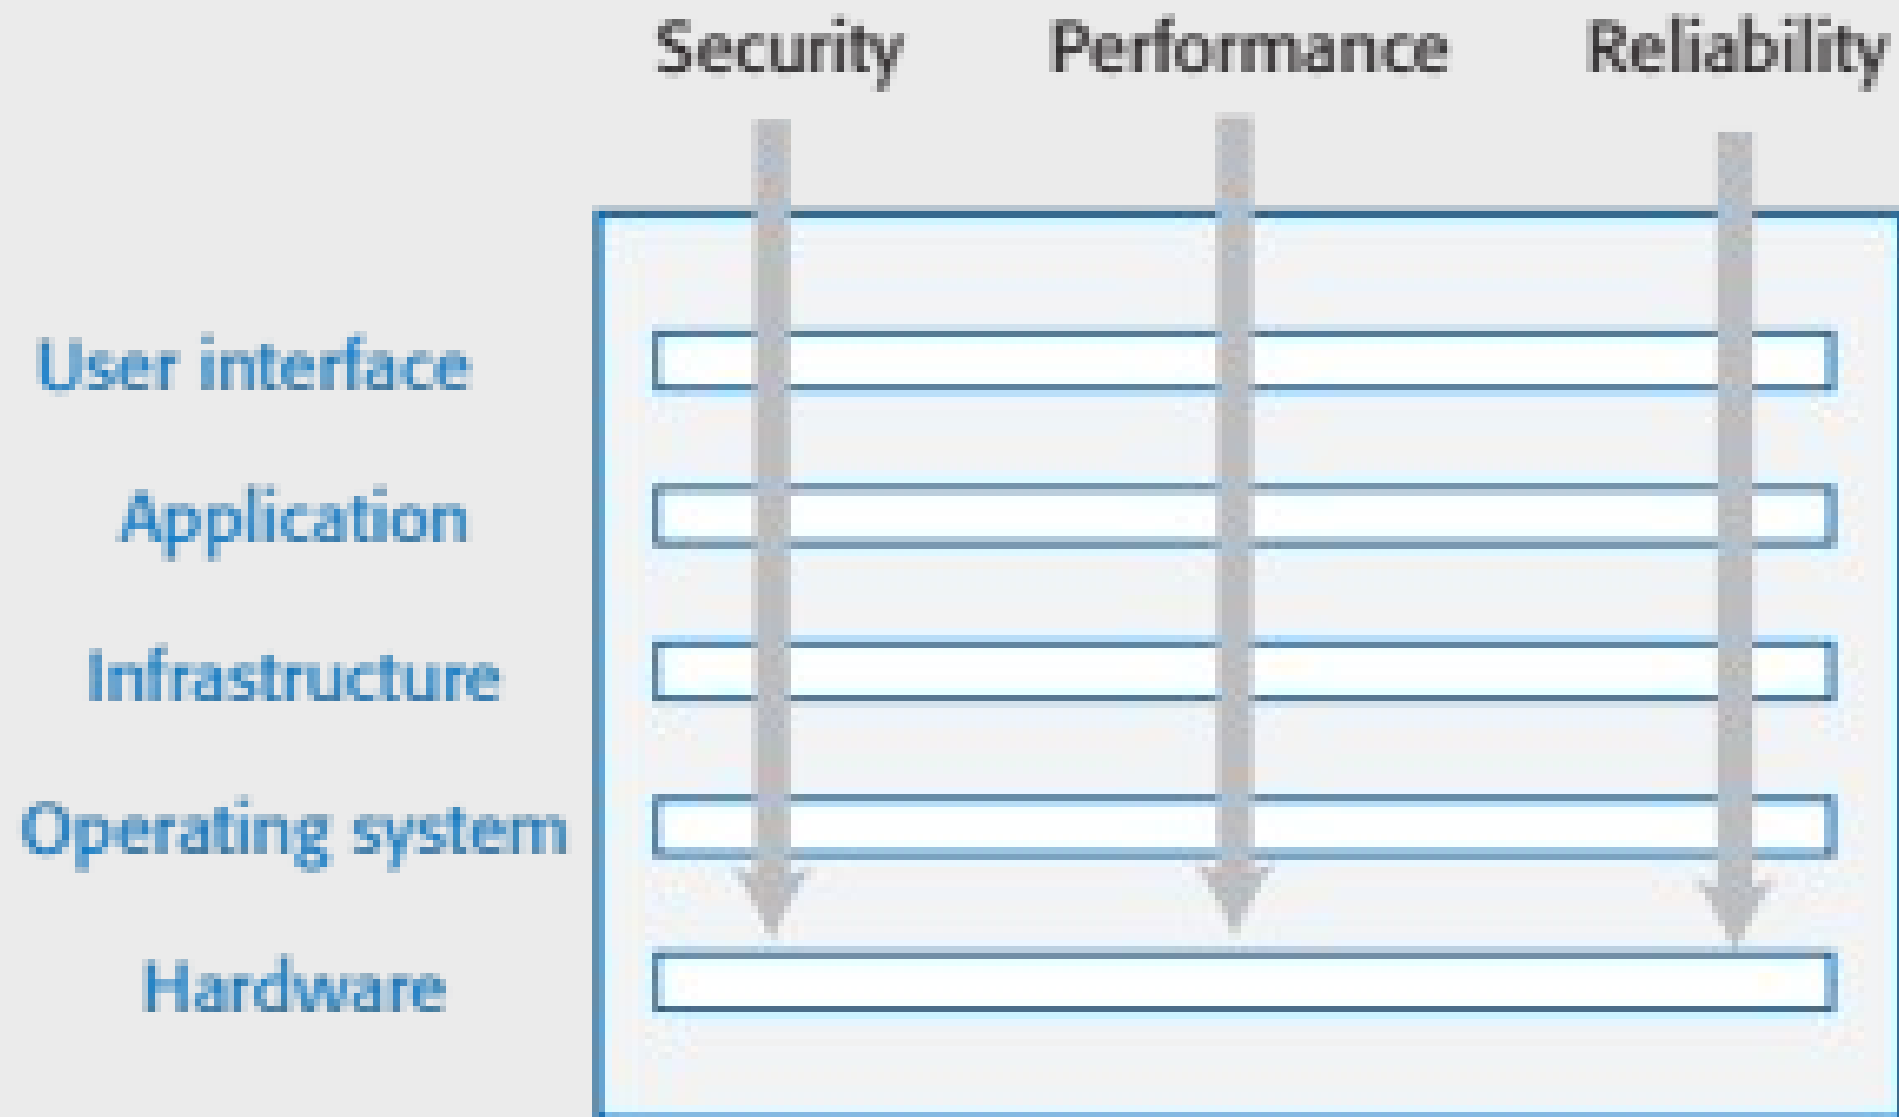 Security Performance Reliability
User interface
Application
Infrastructure
Operating system
Hardware